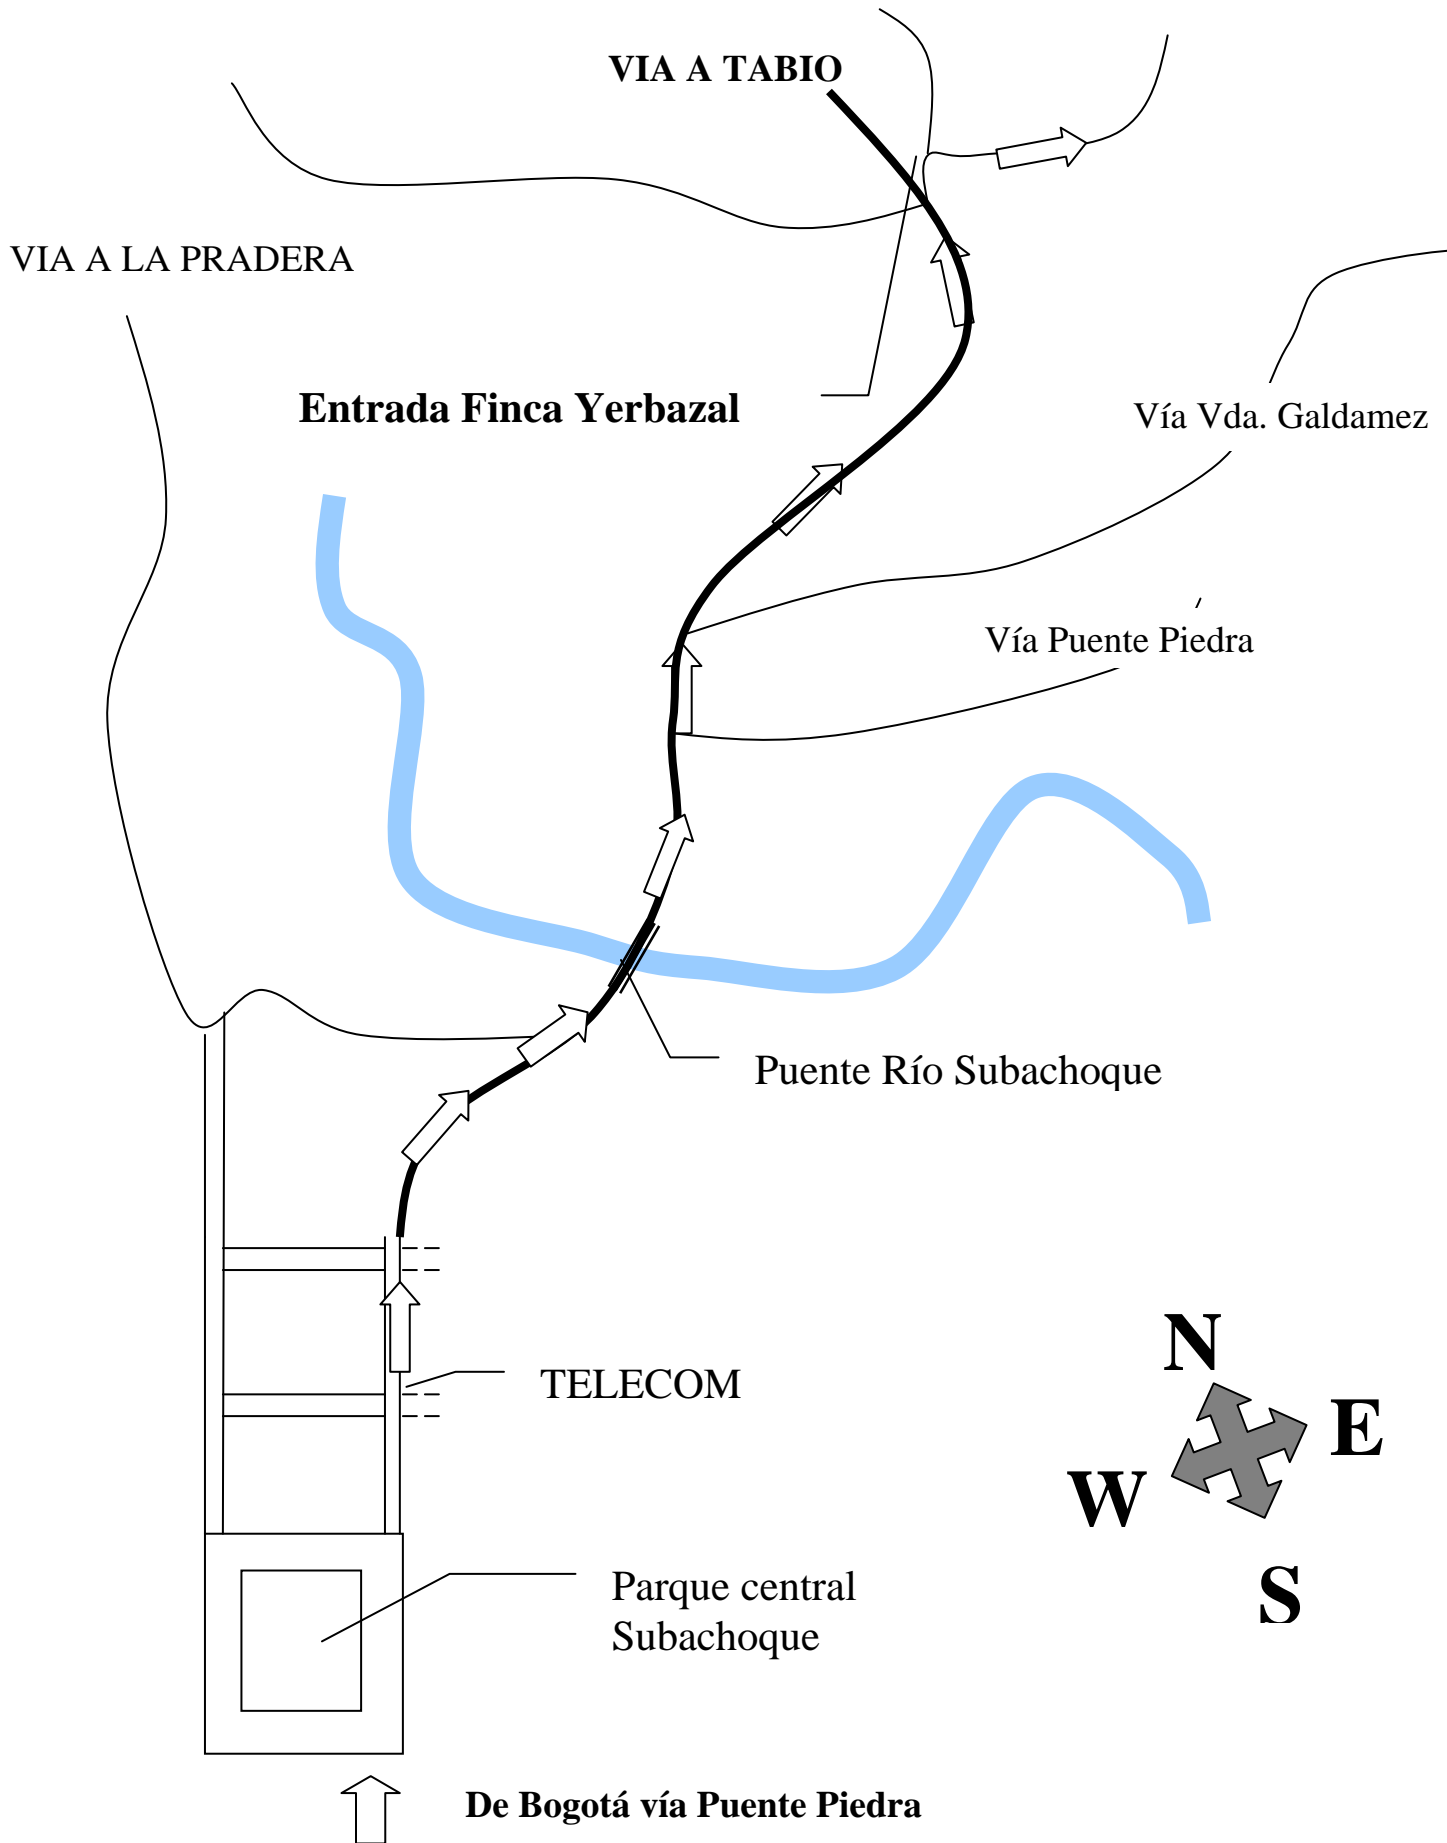 VIA A TABIO
VIA A LA PRADERA
Entrada Finca Yerbazal
Vía Vda. Galdamez
Vía Puente Piedra
Puente Río Subachoque
N
TELECOM
E
W
Parque central
Subachoque
S
De Bogotá vía Puente Piedra